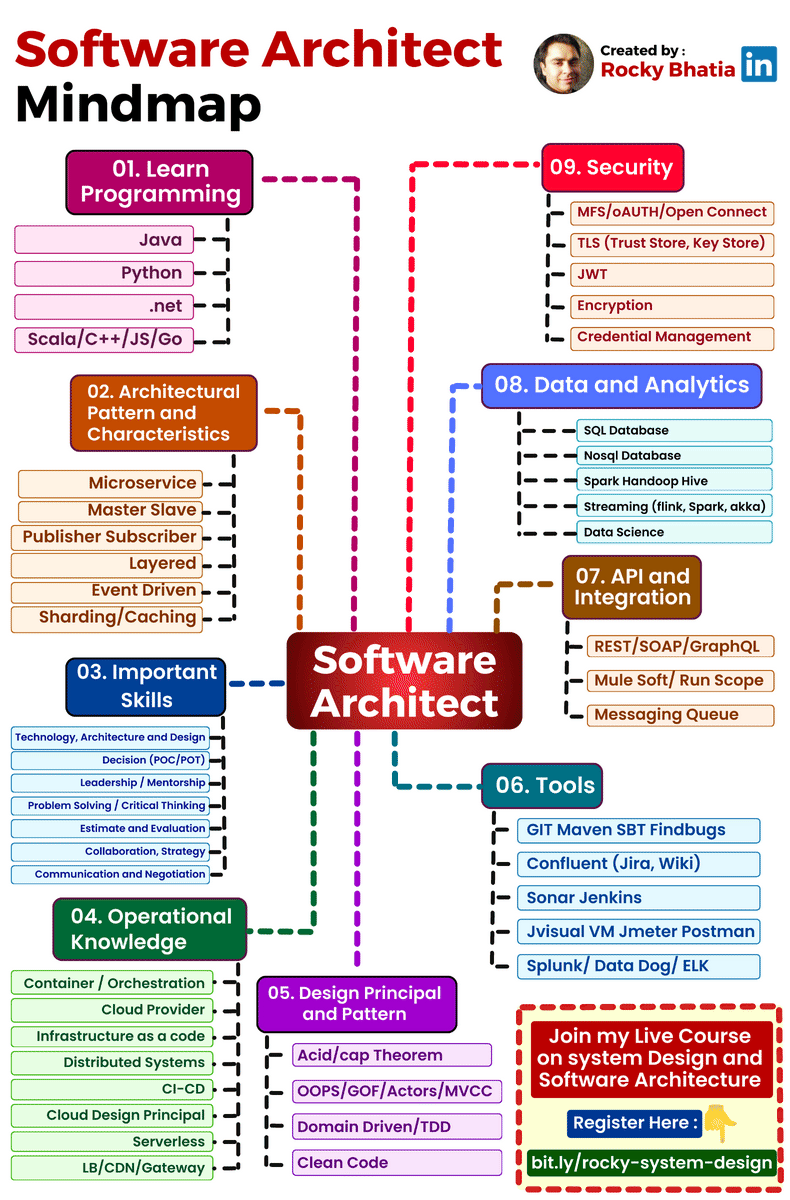 Software Architect
Mindmap
Created by :
Rocky Bhatia
in
01. Learn
Programming
Java
Python
.net
Scala/C++/JS/Go
02. Architectural
Pattern and
Characteristics
Microservice
Master Slave
Publisher Subscriber
Layered
Event Driven
Sharding/Caching
03. Important
Skills
Technology, Architecture and Design
Decision (POC/POT)
Leadership / Mentorship
Problem Solving / Critical Thinking
Estimate and Evaluation
Collaboration, Strategy
Communication and Negotiation
04. Operational
Knowledge
Container / Orchestration
Cloud Provider
Infrastructure as a code
Distributed Systems
CI-CD
Cloud Design Principal
Serverless
LB/CDN/Gateway
Software
Architect
05. Design Principal
and Pattern
Acid/cap Theorem
OOPS/GOF/Actors/MVCC
Domain Driven/TDD
Clean Code
09. Security
MFS/oAUTH/Open Connect
TLS (Trust Store, Key Store)
JWT
Encryption
Credential Management
08. Data and Analytics
SQL Database
Nosql Database
Spark Handoop Hive
Streaming (flink, Spark, akka)
Data Science
07. API and
Integration
REST/SOAP/GraphQL
Mule Soft/ Run Scope
Messaging Queue
06. Tools
GIT Maven SBT Findbugs
Confluent (Jira, Wiki)
Sonar Jenkins
Jvisual VM Jmeter Postman
Splunk/ Data Dog/ ELK
Join my Live Course
on system Design and
Software Architecture
Register Here :
bit.ly/rocky-system-design